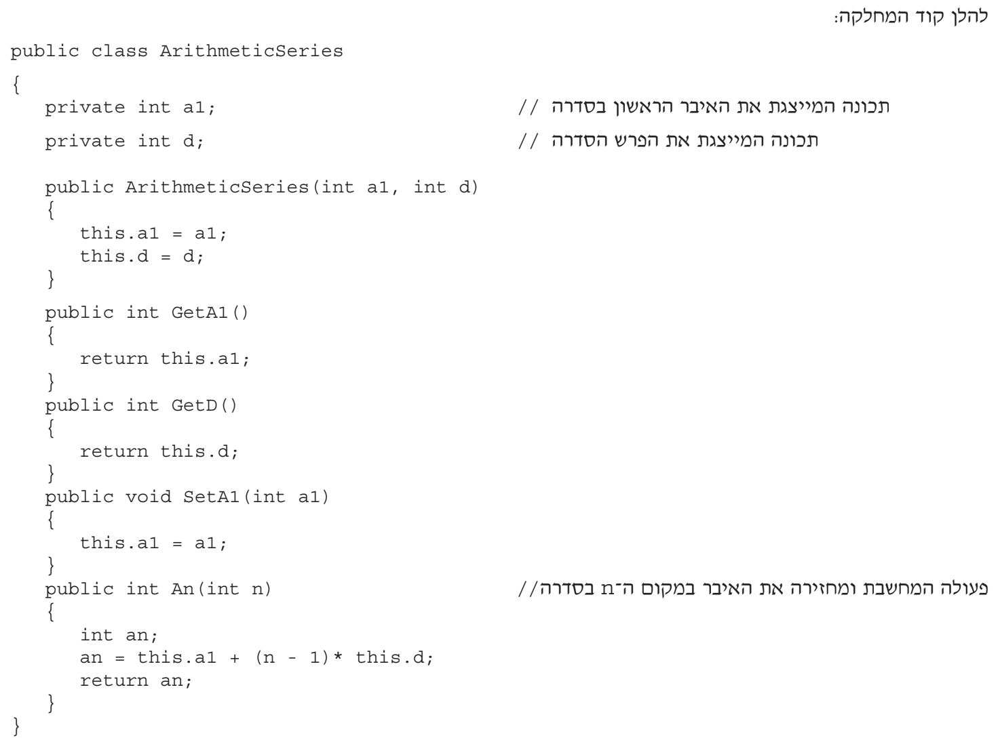 להלן קוד המחלקה:
public class ArithmeticSeries
{
private int a1; // תכונה המייצגת את האיבר הראשון בסדרה
private int d; // תכונה המייצגת את הפרש הסדרה
public ArithmeticSeries(int a1, int d)
{
this.a1 = a1;
this.d = d;
}
public int GetA1()
{
return this.a1;
}
public int GetD()
{
return this.d;
}
public void SetA1(int a1)
{
this.a1 = a1;
}
public int An(int n) //פעולה המחשבת ומחזירה את האיבר במקום ה־n בסדרה
{
int an;
an = this.a1 + (n - 1)* this.d;
return an;
}
}